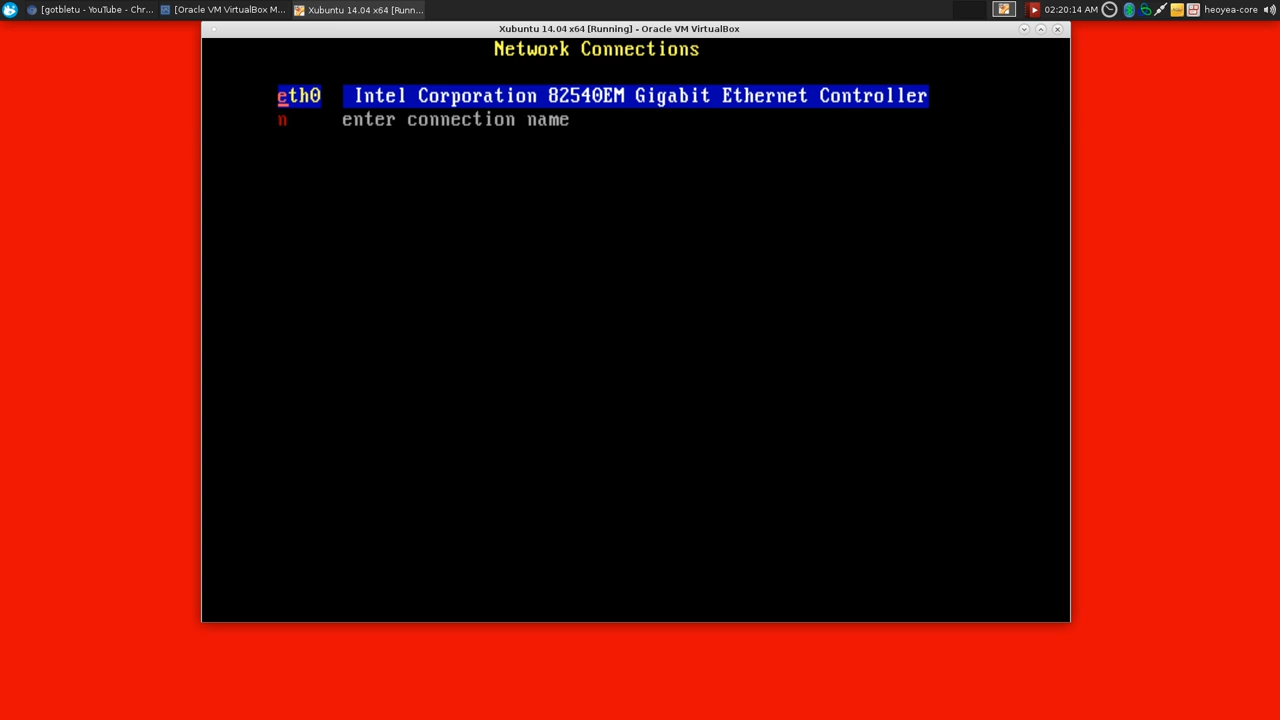 [gotbletu - YouTube - Chr...
[Oracle VM VirtualBox M...
Xubuntu 14.04 x64 [Runn...
02:20:14 AM
heoyea-core
Xubuntu 14.04 x64 [Running] - Oracle VM VirtualBox
Network Connections
eth0 Intel Corporation 82540EM Gigabit Ethernet Controller
n enter connection name